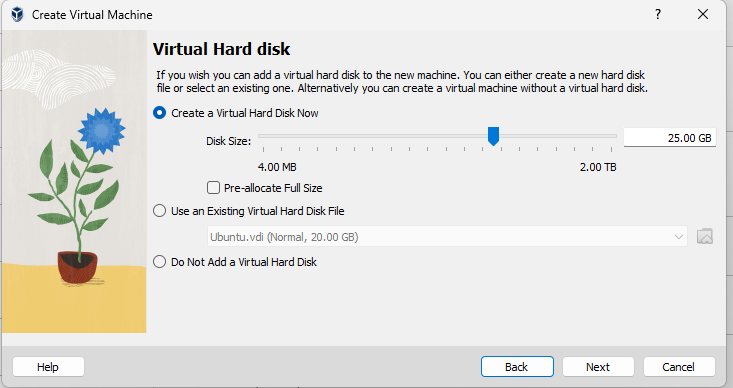 Create Virtual Machine
?
Virtual Hard disk
If you wish you can add a virtual hard disk to the new machine. You can either create a new hard disk
file or select an existing one. Alternatively you can create a virtual machine without a virtual hard disk.
Create a Virtual Hard Disk Now
Disk Size:
25.00 GB
4.00 MB
2.00 TB
Pre-allocate Full Size
Use an Existing Virtual Hard Disk File
Ubuntu.vdi (Normal, 20.00 GB)
Do Not Add a Virtual Hard Disk
Help
Back
Next
Cancel